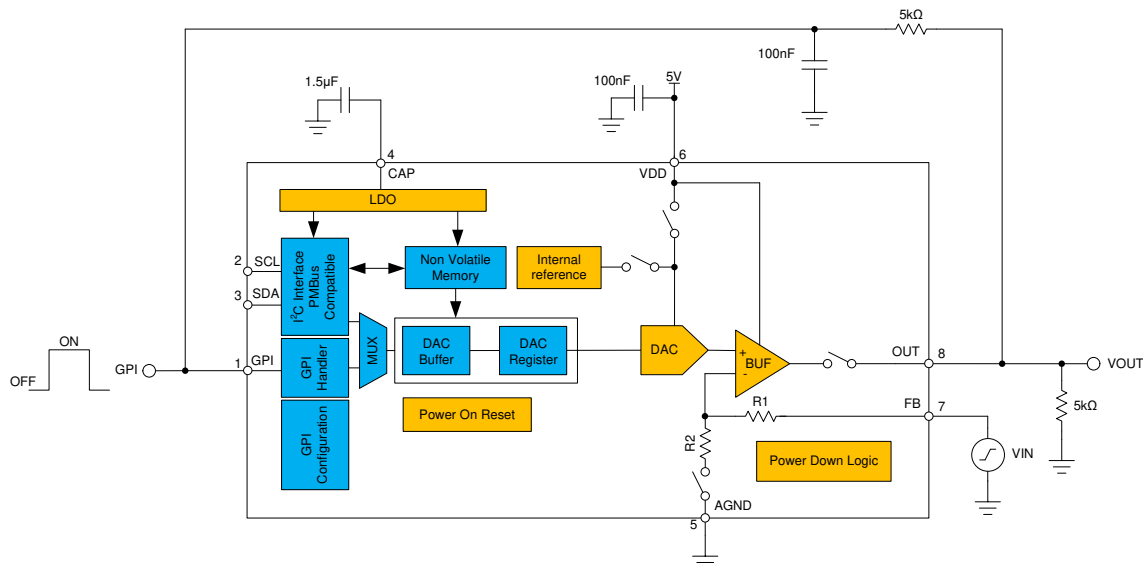 5kΩ
100nF
1.5µF
100nF
5V
4
CAP
6
VDD
LDO
2
SCL
3
SDA
I²C Interface
PMBus
Compatible
Non Volatile
Memory
Internal
reference
ON
OFF
GPI
1
GPI
GPI
Handler
MUX
DAC
Buffer
DAC
Register
DAC
+
BUF
-
OUT
8
VOUT
GPI
Configuration
Power On Reset
R1
FB
7
5kΩ
R2
Power Down Logic
VIN
AGND
5